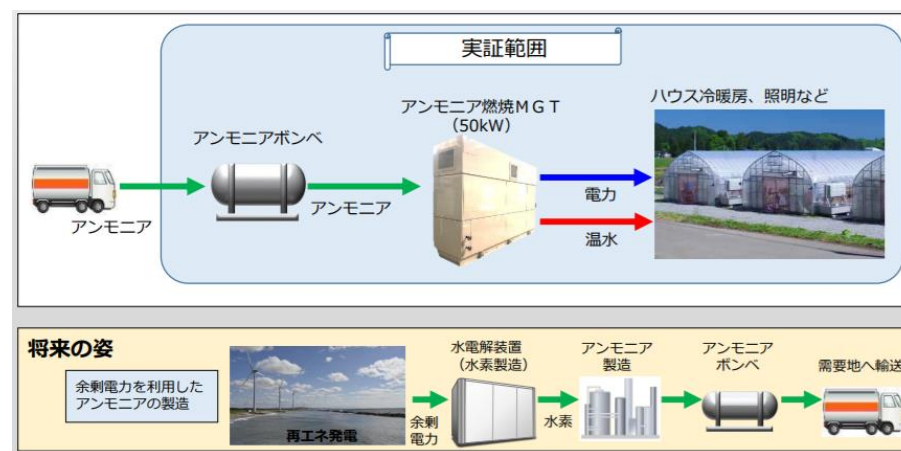 実証範囲
アンモニア燃焼MGT
（50kW）
ハウス冷暖房、照明など
アンモニアボンベ
アンモニア
アンモニア
電力
温水
将来の姿
余剰電力を利用した
アンモニアの製造
再エネ発電
余剰
電力
水電解装置
（水素製造）
水素
アンモニア
製造
アンモニア
ボンベ
需要地へ輸送